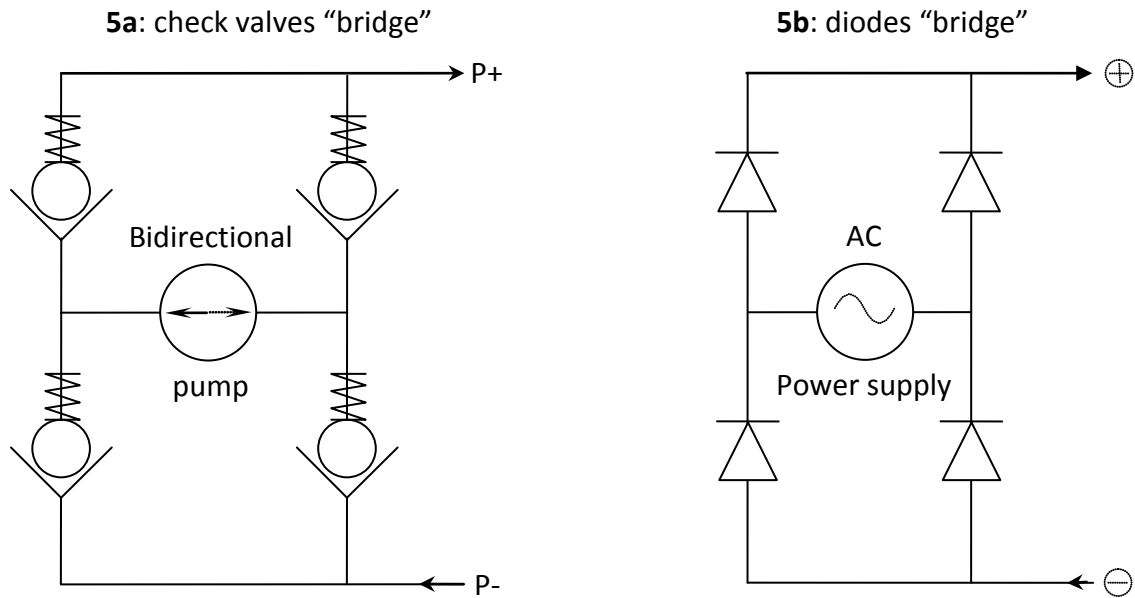 5a: check valves “bridge”
P+
Bidirectional
pump
P-
5b: diodes “bridge”
+
AC
Power supply
-